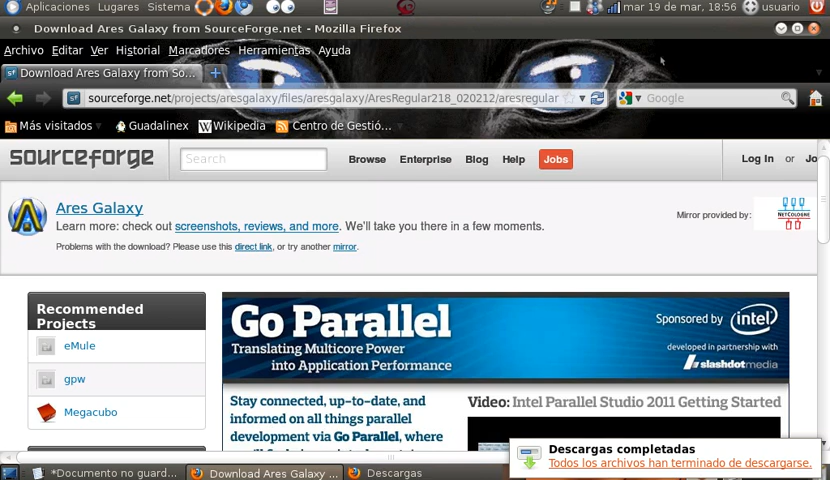 Aplicaciones Lugares Sistema mar 19 de mar, 18:56 usuario
Download Ares Galaxy from SourceForge.net - Mozilla Firefox
Archivo Editar Ver Historial Marcadores Herramientas Ayuda
Download Ares Galaxy from So...
sourceforge.net/projects/aresgalaxy/files/aresgalaxy/AresRegular218_020212/aresregular Google
Más visitados Guadalinex Wikipedia Centro de Gestió...
sourceforge Search Browse Enterprise Blog Help Jobs Log In or Jo
Ares Galaxy
Learn more: check out screenshots, reviews, and more. We'll take you there in a few moments.
Mirror provided by: NETCOLOGNE
Problems with the download? Please use this direct link, or try another mirror.
Recommended
Projects
eMule
gpw
Megacubo
Go Parallel
Translating Multicore Power
into Application Performance
Sponsored by intel
developed in partnership with
slashdotmedia
Stay connected, up-to-date, and
informed on all things parallel
development via Go Parallel, where
Video: Intel Parallel Studio 2011 Getting Started
Descargas completadas
Todos los archivos han terminado de descargarse.
*Documento no guard... Download Ares Galaxy ... Descargas